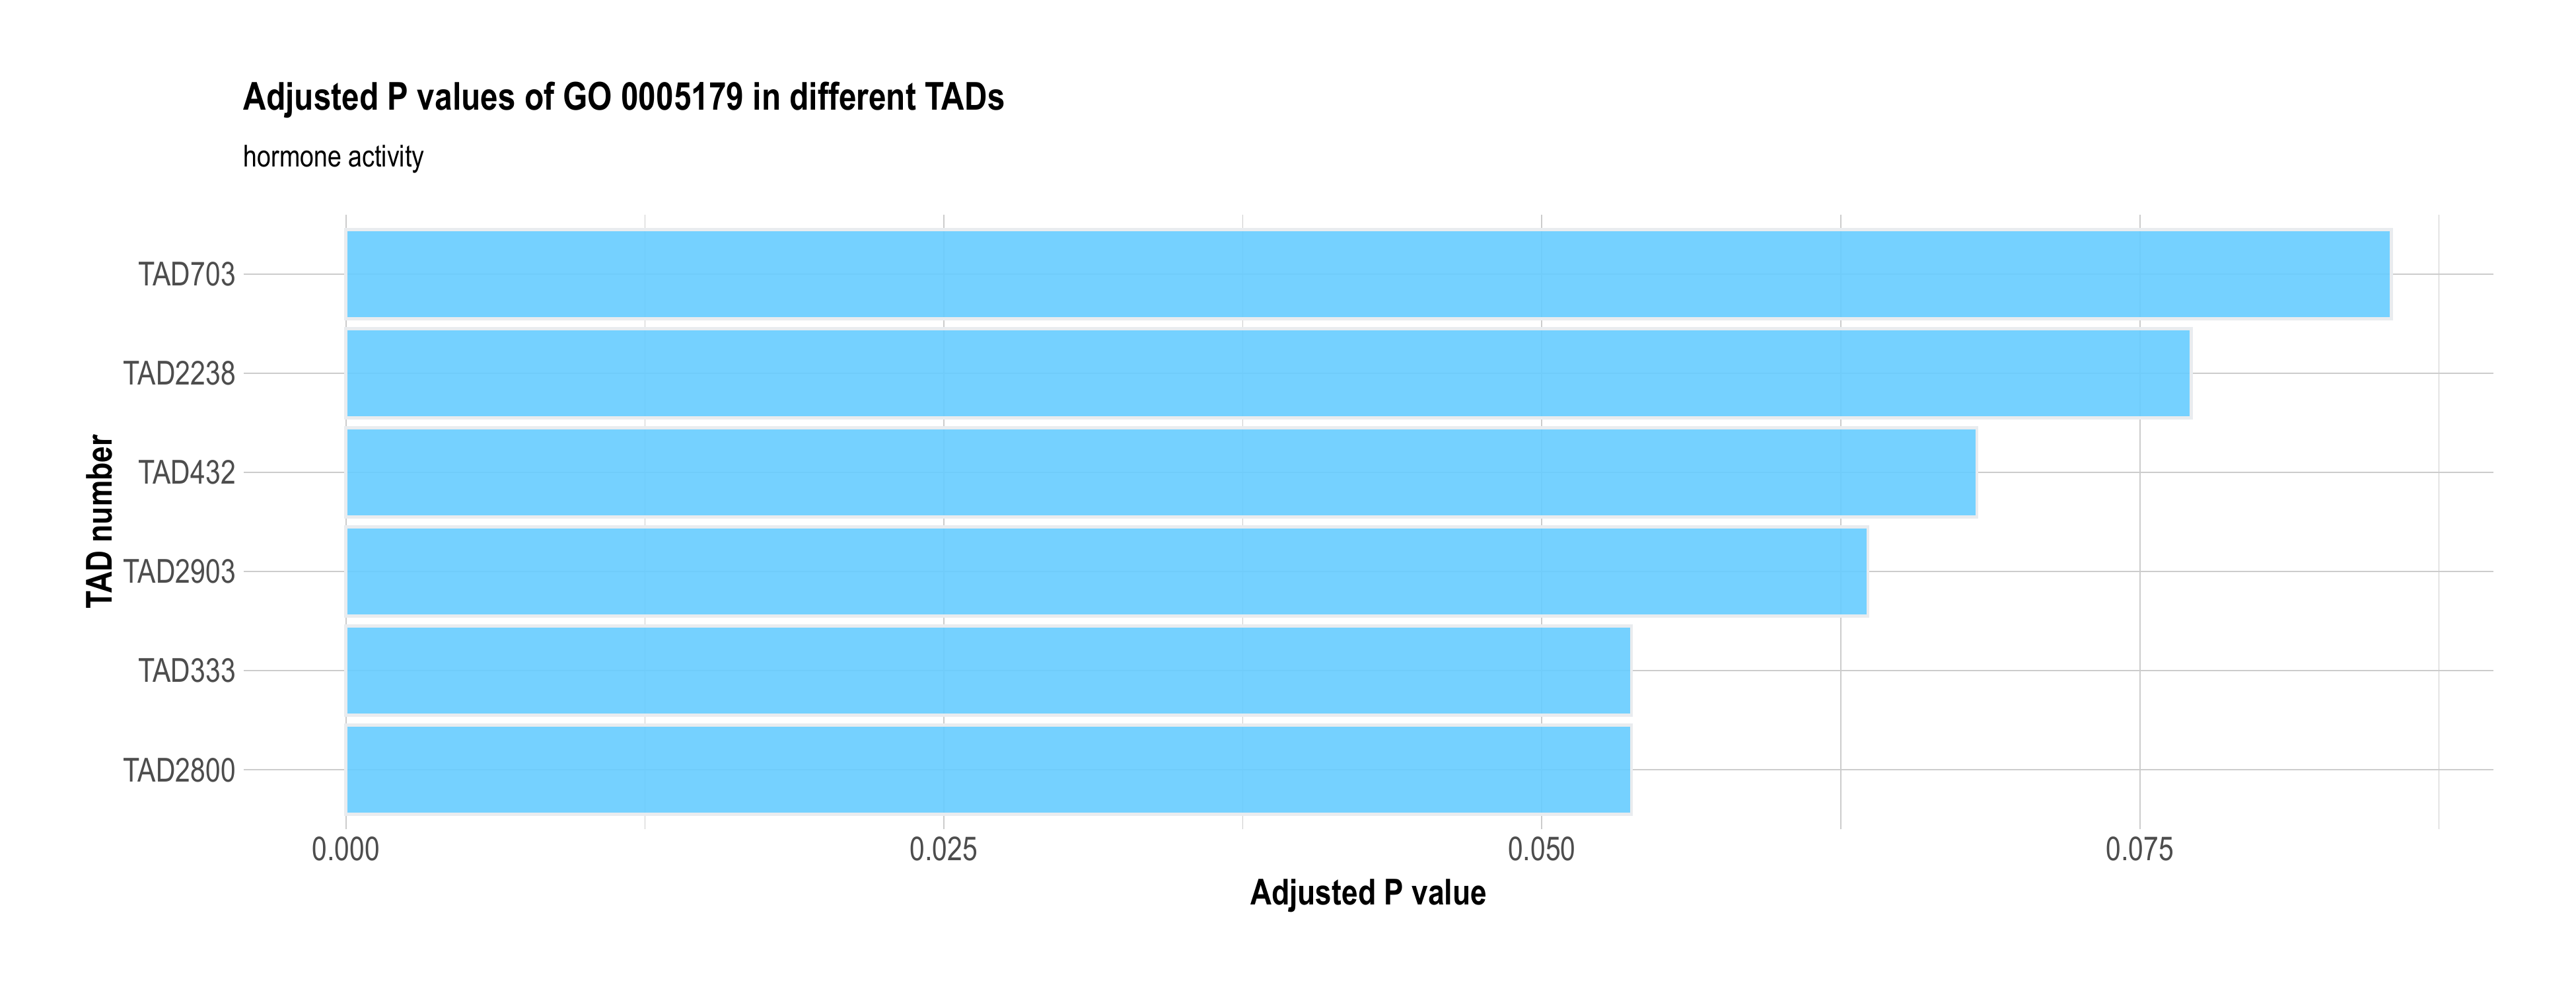 Adjusted P values of GO 0005179 in different TADs
hormone activity
TAD number
TAD703
TAD2238
TAD432
TAD2903
TAD333
TAD2800
0.000 0.025 0.050 0.075
Adjusted P value